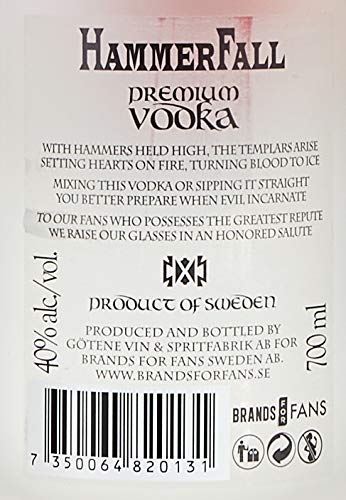 HAMMERFALL
PREMIUM
VODKA
WITH HAMMERS HELD HIGH, THE TEMPLARS ARISE
SETTING HEARTS ON FIRE, TURNING BLOOD TO ICE
MIXING THIS VODKA OR SIPPING IT STRAIGHT
YOU BETTER PREPARE WHEN EVIL INCARNATE
TO OUR FANS WHO POSSESSES THE GREATEST REPUTE
WE RAISE OUR GLASSES IN AN HONORED SALUTE
PRODUCT OF SWEDEN
40% alc./vol.
PRODUCED AND BOTTLED BY
GÖTENE VIN & SPRITFABRIK AB FOR
BRANDS FOR FANS SWEDEN AB.
WWW.BRANDSFORFANS.SE
700 ml
BRANDS FOR FANS
7 350064 820131